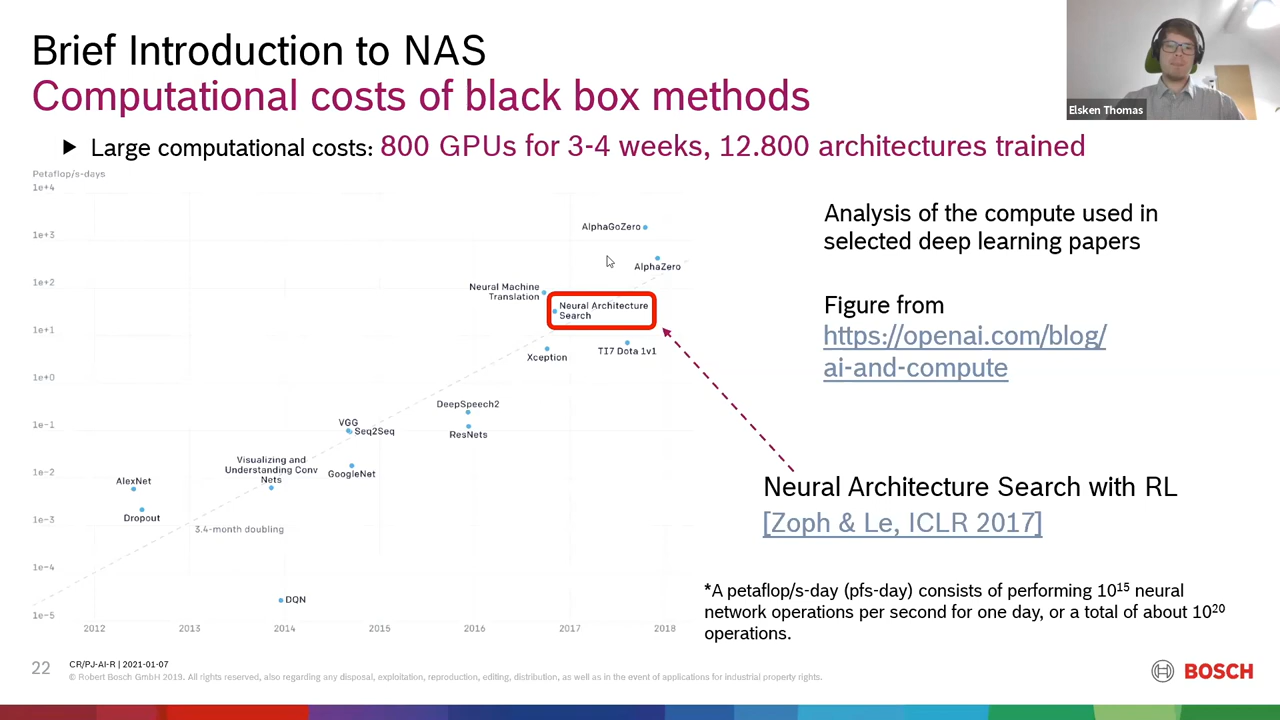 Brief Introduction to NAS
Computational costs of black box methods
Elsken Thomas
▶ Large computational costs: 800 GPUs for 3-4 weeks, 12.800 architectures trained
Petaflop/s-days
1e+4
1e+3
1e+2
1e+1
1e+0
1e-1
1e-2
1e-3
1e-4
1e-5
2012
2013
2014
2015
2016
2017
2018
AlphaGoZero
AlphaZero
Neural Machine
Translation
Neural Architecture
Search
Xception
TI7 Dota 1v1
DeepSpeech2
ResNets
VGG
Seq2Seq
GoogleNet
Visualizing and
Understanding Conv
Nets
AlexNet
Dropout
3.4-month doubling
DQN
Analysis of the compute used in
selected deep learning papers
Figure from
https://openai.com/blog/
ai-and-compute
Neural Architecture Search with RL
[Zoph & Le, ICLR 2017]
*A petaflop/s-day (pfs-day) consists of performing 10¹⁵ neural
network operations per second for one day, or a total of about 10²⁰
operations.
22
CR/PJ-AI-R | 2021-01-07
© Robert Bosch GmbH 2019. All rights reserved, also regarding any disposal, exploitation, reproduction, editing, distribution, as well as in the event of applications for industrial property rights.
BOSCH